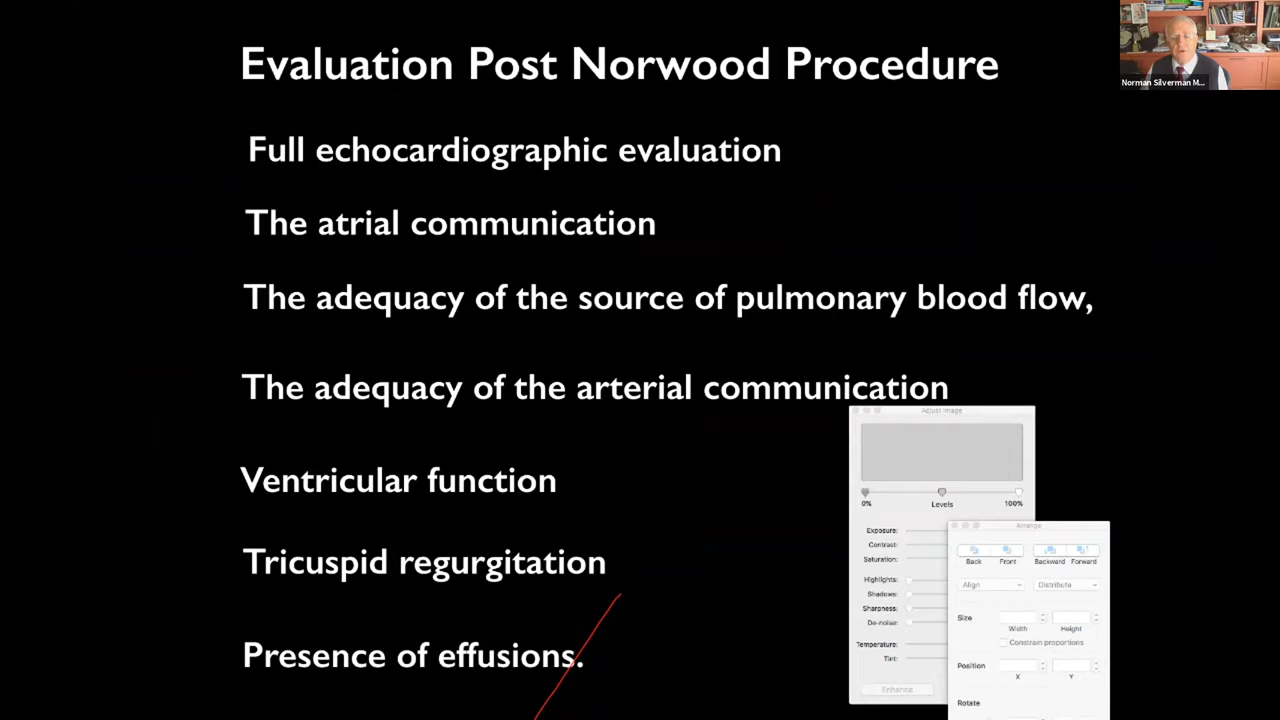 Evaluation Post Norwood Procedure
Norman Silverman M...
Full echocardiographic evaluation
The atrial communication
The adequacy of the source of pulmonary blood flow,
The adequacy of the arterial communication
Ventricular function
Tricuspid regurgitation
Presence of effusions.
Adjust Image
0% Levels 100%
Exposure:
Contrast:
Saturation:
Highlights:
Shadows:
Sharpness:
De-noise:
Temperature:
Tint:
Enhance
Arrange
Back Front Backward Forward
Align Distribute
Size
Width Height
Constrain proportions
Position
X Y
Rotate